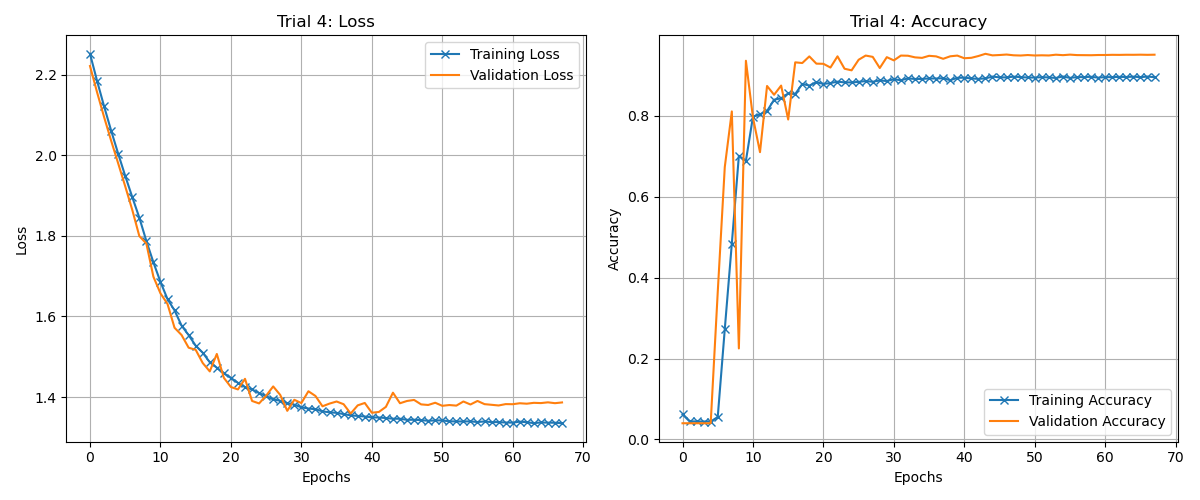 Trial 4: Loss
Training Loss
Validation Loss
2.2
2.0
1.8
1.6
1.4
Loss
0 10 20 30 40 50 60 70
Epochs
Trial 4: Accuracy
0.8
0.6
0.4
0.2
0.0
Accuracy
Training Accuracy
Validation Accuracy
0 10 20 30 40 50 60 70
Epochs